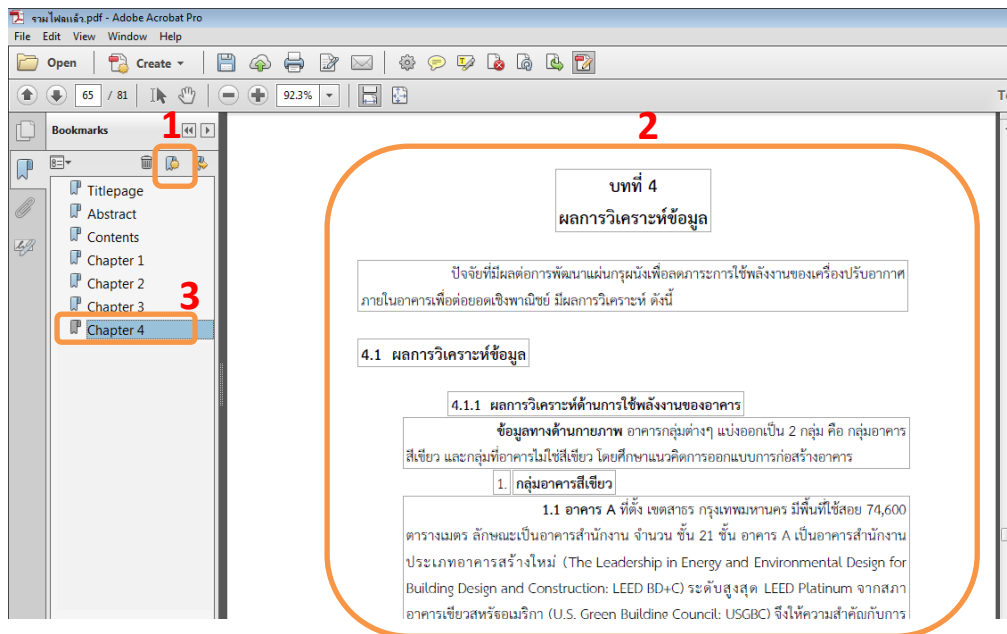 รวมไฟลแล้ว.pdf - Adobe Acrobat Pro
File Edit View Window Help
Open Create
65 / 81 92.3%
Bookmarks
1
2
Titlepage
Abstract
Contents
Chapter 1
Chapter 2
Chapter 3
3
Chapter 4
บทที่ 4
ผลการวิเคราะห์ข้อมูล
ปัจจัยที่มีผลต่อการพัฒนาแผ่นกรุผนังเพื่อลดภาระการใช้พลังงานของเครื่องปรับอากาศ
ภายในอาคารเพื่อต่อยอดเชิงพาณิชย์ มีผลการวิเคราะห์ ดังนี้
4.1 ผลการวิเคราะห์ข้อมูล
4.1.1 ผลการวิเคราะห์ด้านการใช้พลังงานของอาคาร
ข้อมูลทางด้านกายภาพ อาคารกลุ่มต่างๆ แบ่งออกเป็น 2 กลุ่ม คือ กลุ่มอาคาร
สีเขียว และกลุ่มที่อาคารไม่ใช่สีเขียว โดยศึกษาแนวคิดการออกแบบการก่อสร้างอาคาร
1. กลุ่มอาคารสีเขียว
1.1 อาคาร A ที่ตั้ง เขตสาธร กรุงเทพมหานคร มีพื้นที่ใช้สอย 74,600
ตารางเมตร ลักษณะเป็นอาคารสำนักงาน จำนวน ชั้น 21 ชั้น อาคาร A เป็นอาคารสำนักงาน
ประเภทอาคารสร้างใหม่ (The Leadership in Energy and Environmental Design for
Building Design and Construction: LEED BD+C) ระดับสูงสุด LEED Platinum จากสภา
อาคารเขียวสหรัฐอเมริกา (U.S. Green Building Council: USGBC) จึงให้ความสำคัญกับการ